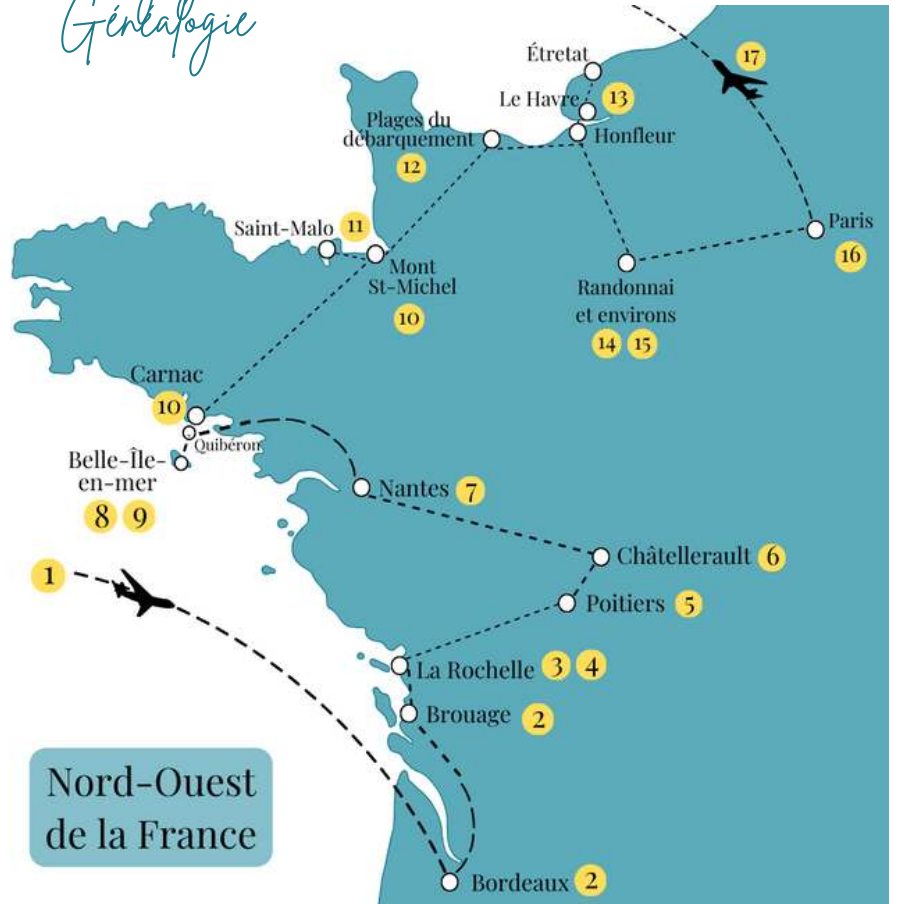 Généalogie
Étretat
17
Le Havre
13
Plages du
débarquement
12
Honfleur
Saint-Malo
11
Mont
St-Michel
10
Paris
16
Randonnai
et environs
14 15
Carnac
10
Quibéron
Belle-Île-
en-mer
8 9
Nantes 7
1
Châtellerault 6
Poitiers 5
La Rochelle 3 4
Brouage 2
Nord-Ouest
de la France
Bordeaux 2